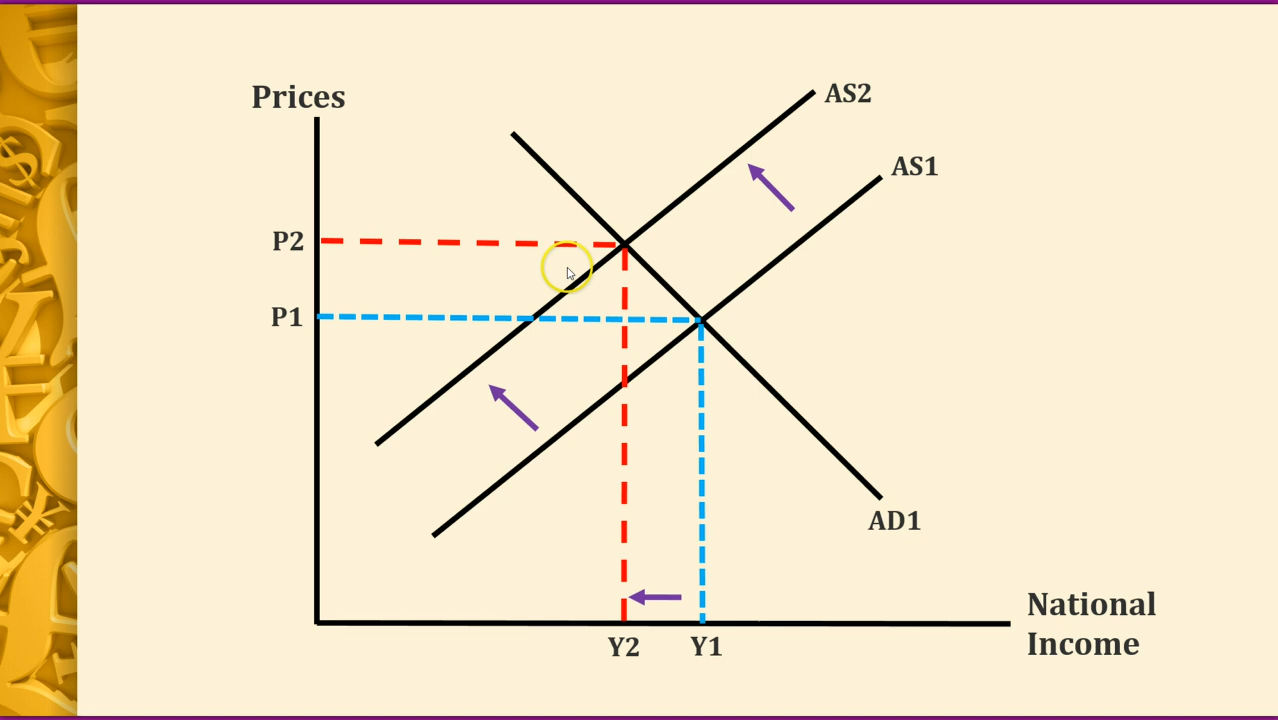 Prices
AS2
AS1
P2
P1
AD1
National
Income
Y2
Y1